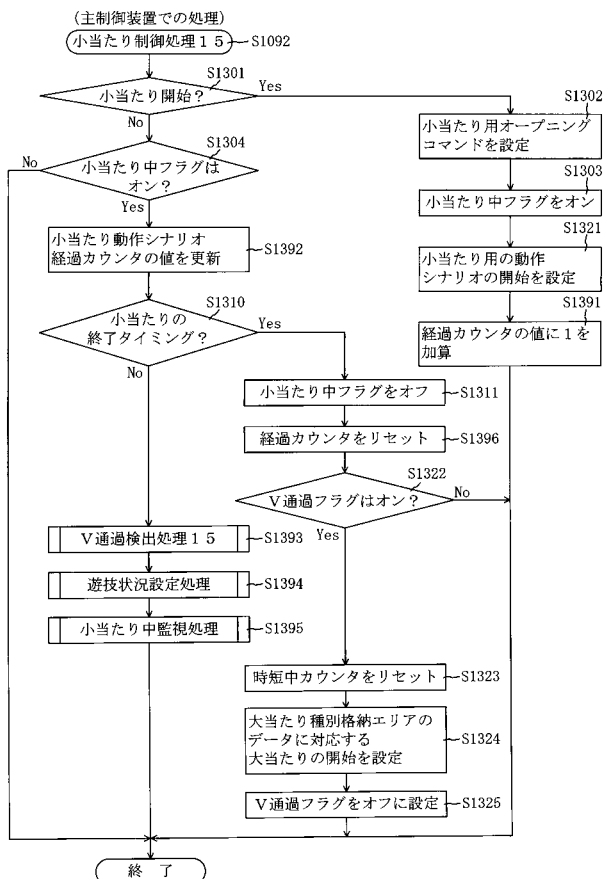 (主制御装置での処理)
小当たり制御処理15
S1092
S1301
小当たり開始?
Yes
No
S1302
小当たり用オープニング
コマンドを設定
S1303
小当たり中フラグをオン
S1321
小当たり用の動作
シナリオの開始を設定
S1391
経過カウンタの値に1を
加算
S1304
No
小当たり中フラグは
オン?
Yes
小当たり動作シナリオ
経過カウンタの値を更新
S1392
S1310
小当たりの
終了タイミング?
Yes
No
小当たり中フラグをオフ
S1311
経過カウンタをリセット
S1396
S1322
V通過フラグはオン?
No
Yes
V通過検出処理15
S1393
遊技状況設定処理
S1394
小当たり中監視処理
S1395
時短中カウンタをリセット
S1323
大当たり種別格納エリアの
データに対応する
大当たりの開始を設定
S1324
V通過フラグをオフに設定
S1325
終 了